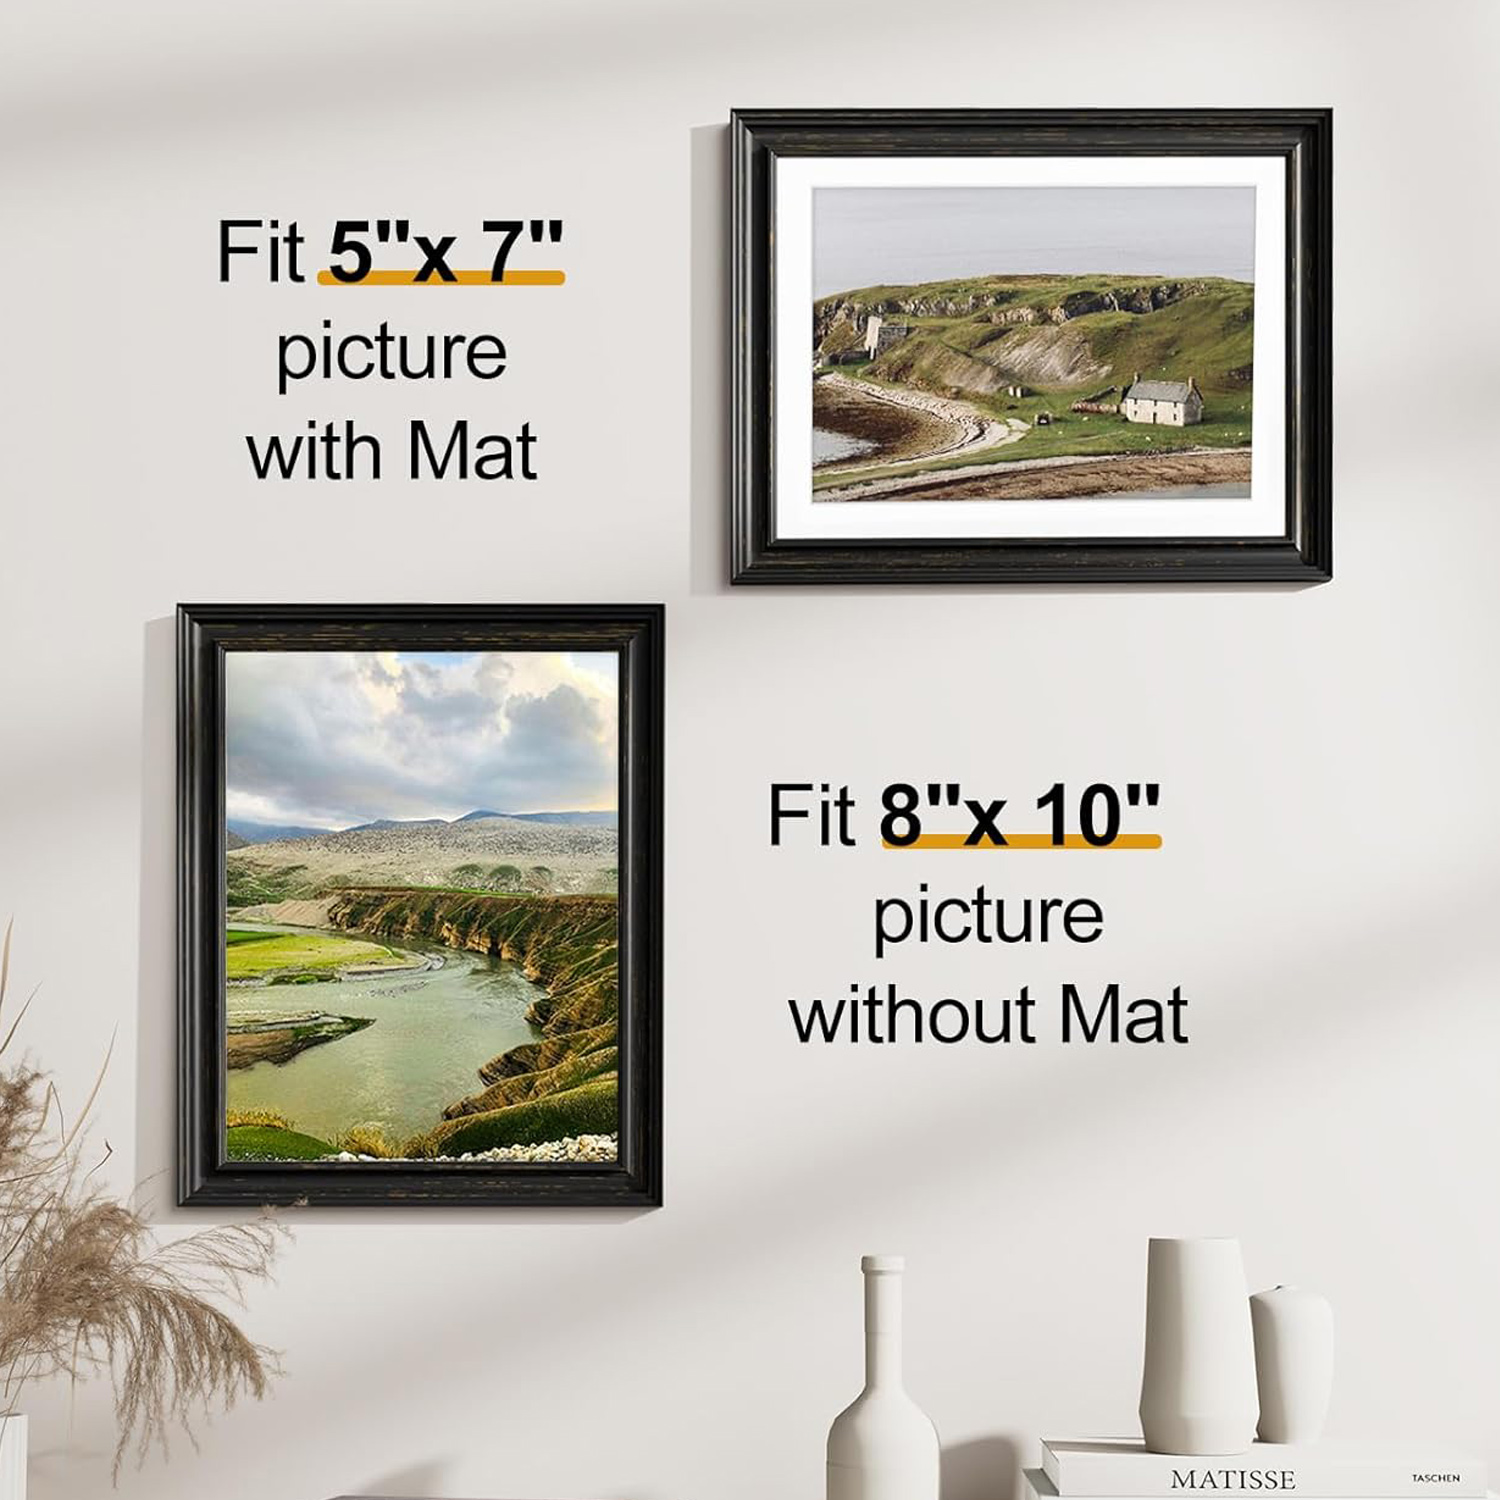 Fit 5"x 7"
picture
with Mat
Fit 8"x 10"
picture
without Mat
MATISSE
TASCHEN